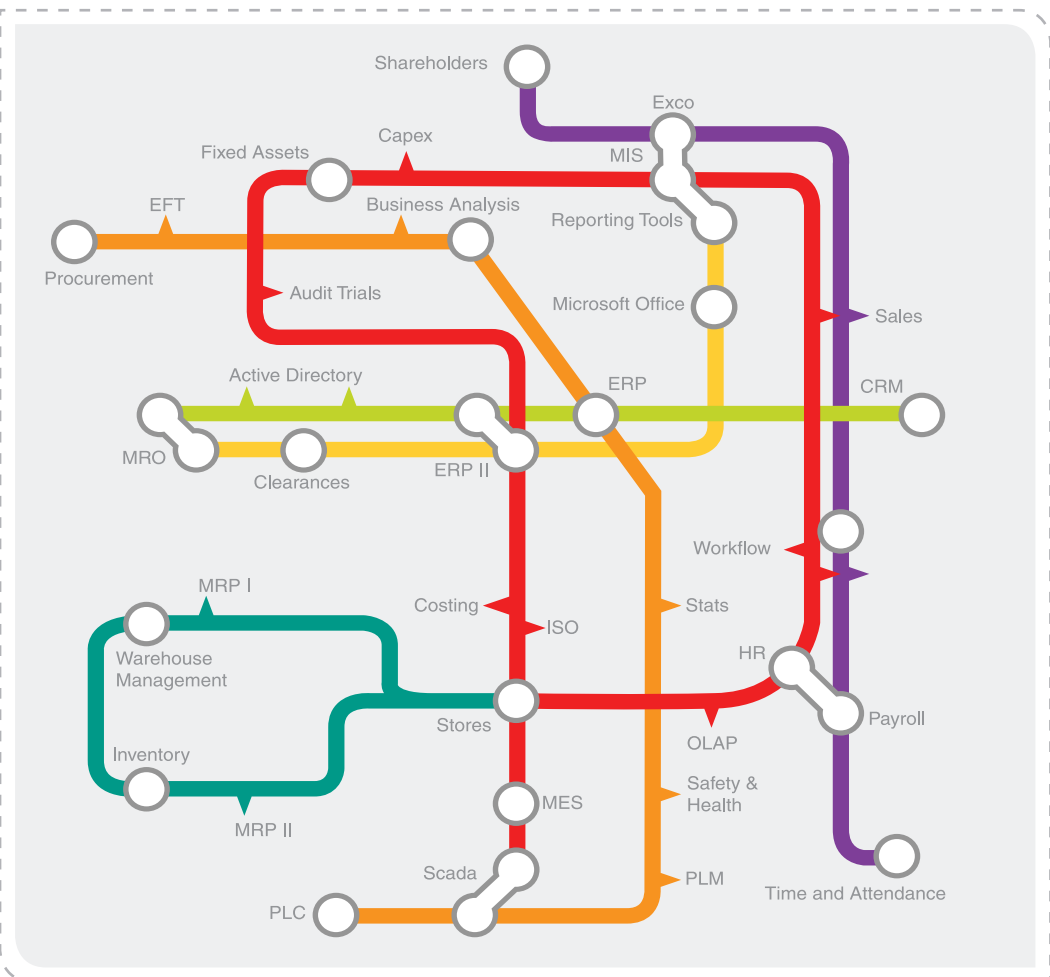 Shareholders
Exco
Capex
Fixed Assets
MIS
EFT
Business Analysis
Reporting Tools
Procurement
Audit Trials
Microsoft Office
Sales
Active Directory
ERP
CRM
MRO
ERP II
Clearances
Workflow
MRP I
Costing
Stats
ISO
HR
Warehouse
Management
Stores
Payroll
OLAP
Inventory
Safety &
Health
MES
MRP II
Scada
PLM
Time and Attendance
PLC